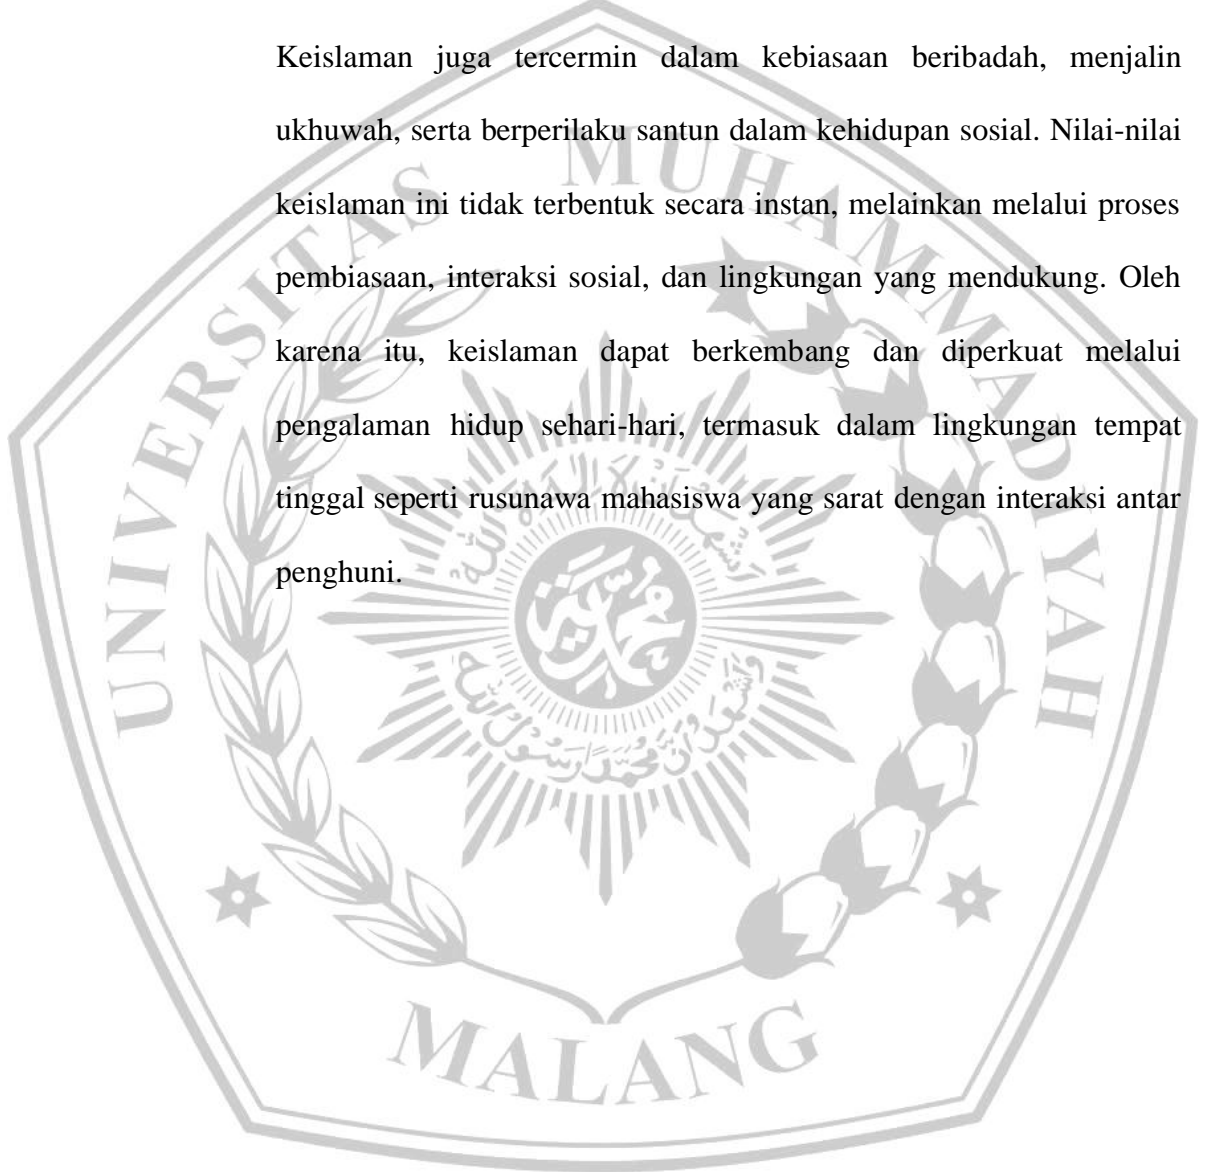 Keislaman juga tercermin dalam kebiasaan beribadah, menjalin
ukhuwah, serta berperilaku santun dalam kehidupan sosial. Nilai-nilai
keislaman ini tidak terbentuk secara instan, melainkan melalui proses
pembiasaan, interaksi sosial, dan lingkungan yang mendukung. Oleh
karena itu, keislaman dapat berkembang dan diperkuat melalui
pengalaman hidup sehari-hari, termasuk dalam lingkungan tempat
tinggal seperti rusunawa mahasiswa yang sarat dengan interaksi antar
penghuni.
UNIVERSITAS MUHAMMADIYAH
MALANG